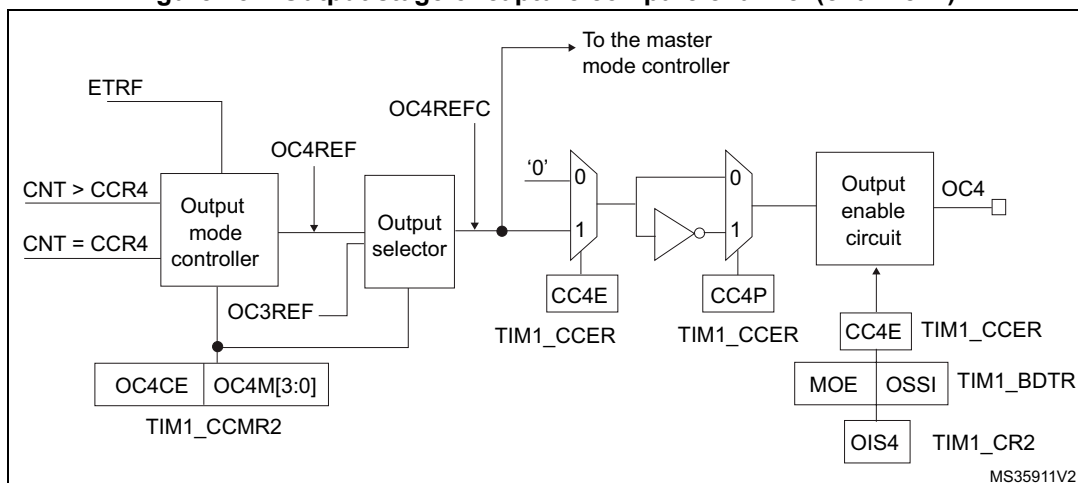 To the master
mode controller
ETRF
OC4REFC
OC4REF
'0'
0
0
CNT > CCR4
Output
mode
controller
Output
selector
Output
enable
circuit
OC4
CNT = CCR4
1
1
OC3REF
CC4E
CC4P
TIM1_CCER
TIM1_CCER
CC4E
TIM1_CCER
OC4CE
OC4M[3:0]
MOE
OSSI
TIM1_BDTR
TIM1_CCMR2
OIS4
TIM1_CR2
MS35911V2